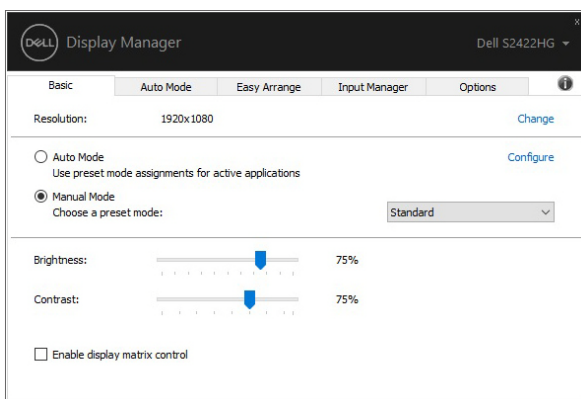 DELL Display Manager Dell S2422HG
x
Basic Auto Mode Easy Arrange Input Manager Options
Resolution: 1920x1080 Change
Auto Mode Configure
Use preset mode assignments for active applications
Manual Mode
Choose a preset mode: Standard
Brightness: 75%
Contrast: 75%
Enable display matrix control